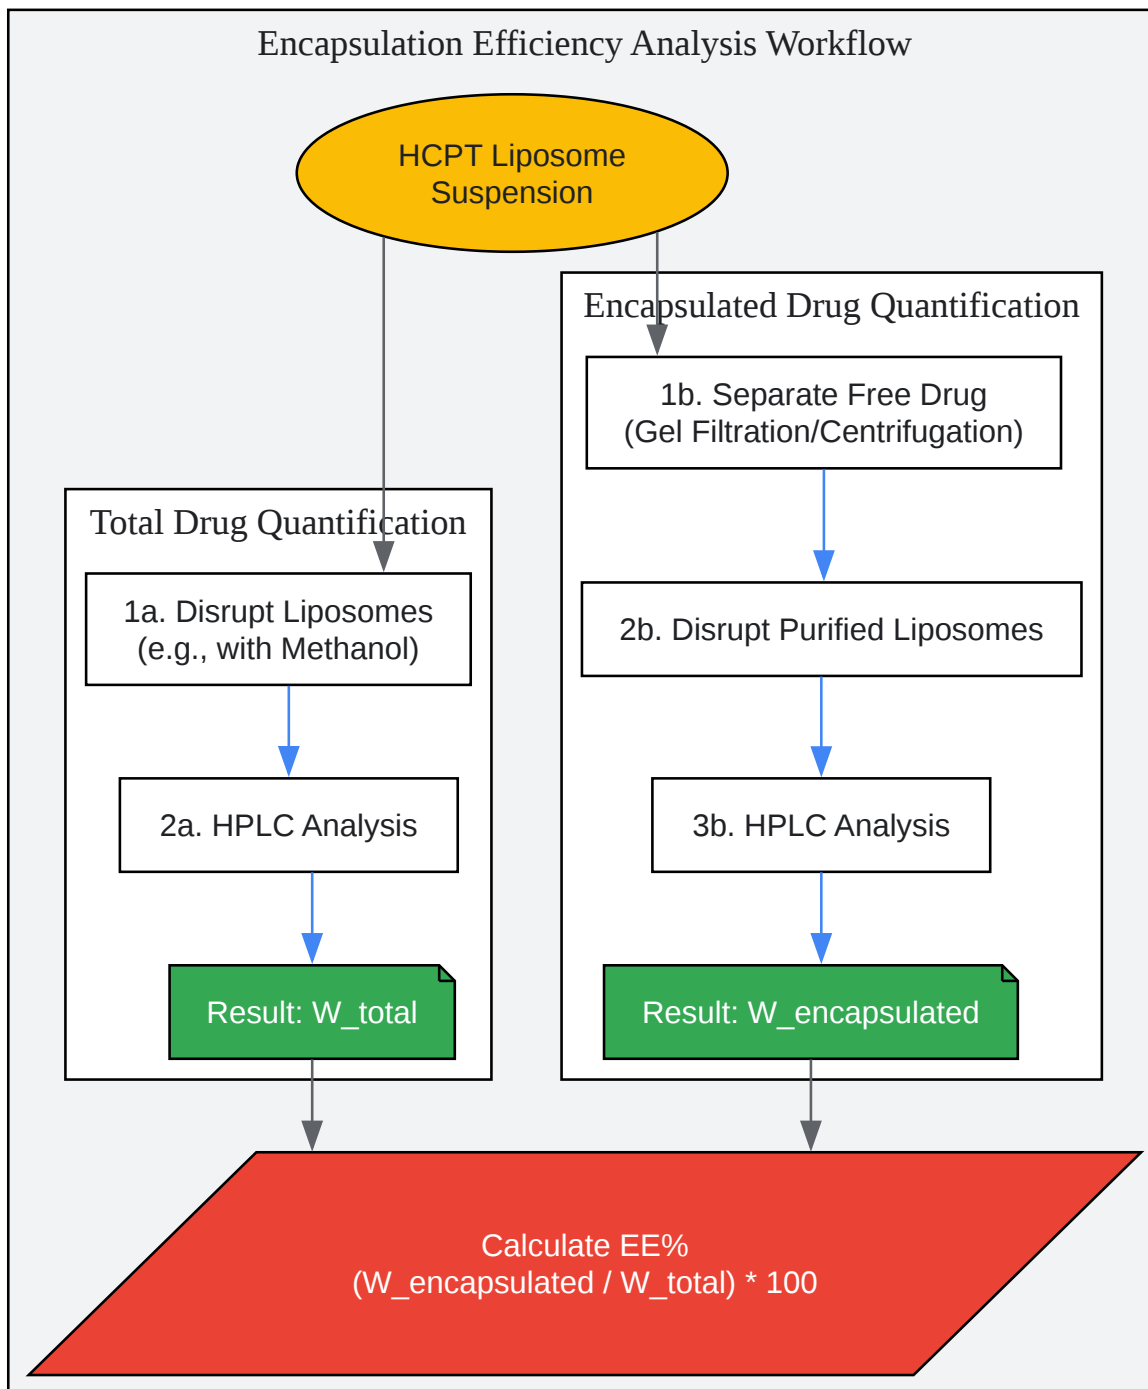 Encapsulation Efficiency Analysis Workflow
HCPT Liposome
Suspension
Total Drug Quantification
1a. Disrupt Liposomes
(e.g., with Methanol)
2a. HPLC Analysis
Result: W_total
Encapsulated Drug Quantification
1b. Separate Free Drug
(Gel Filtration/Centrifugation)
2b. Disrupt Purified Liposomes
3b. HPLC Analysis
Result: W_encapsulated
Calculate EE%
(W_encapsulated / W_total) * 100